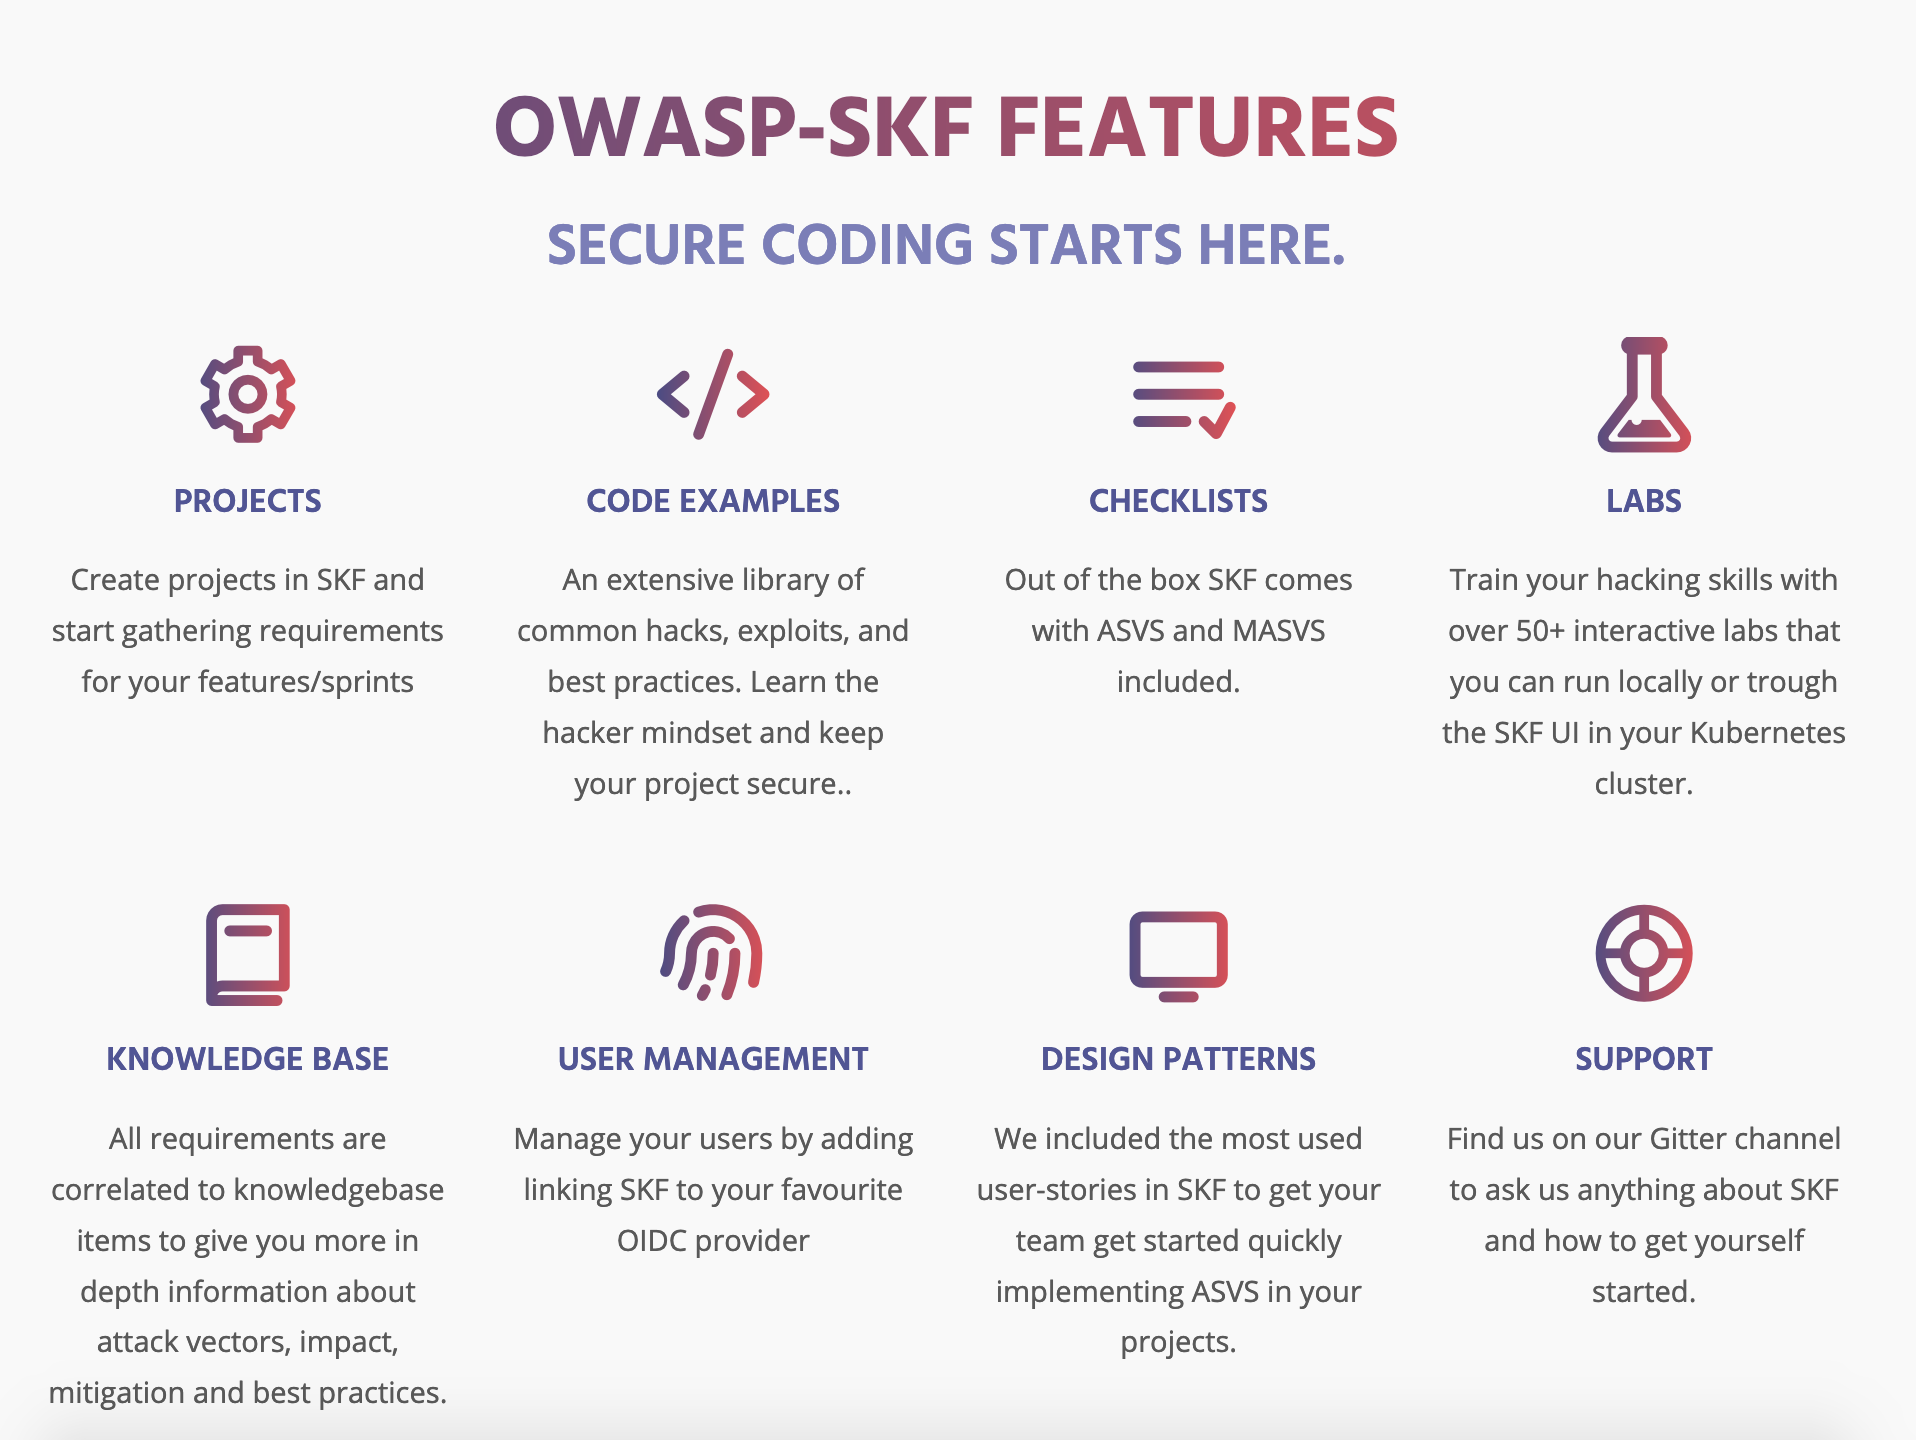 OWASP-SKF FEATURES
SECURE CODING STARTS HERE.
PROJECTS
Create projects in SKF and
start gathering requirements
for your features/sprints
CODE EXAMPLES
An extensive library of
common hacks, exploits, and
best practices. Learn the
hacker mindset and keep
your project secure..
CHECKLISTS
Out of the box SKF comes
with ASVS and MASVS
included.
LABS
Train your hacking skills with
over 50+ interactive labs that
you can run locally or trough
the SKF UI in your Kubernetes
cluster.
KNOWLEDGE BASE
All requirements are
correlated to knowledgebase
items to give you more in
depth information about
attack vectors, impact,
mitigation and best practices.
USER MANAGEMENT
Manage your users by adding
linking SKF to your favourite
OIDC provider
DESIGN PATTERNS
We included the most used
user-stories in SKF to get your
team get started quickly
implementing ASVS in your
projects.
SUPPORT
Find us on our Gitter channel
to ask us anything about SKF
and how to get yourself
started.